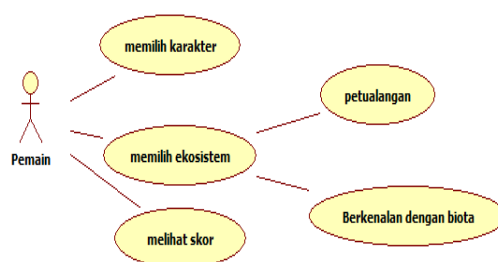 memilih karakter
petualangan
Pemain
memilih ekosistem
Berkenalan dengan biota
melihat skor